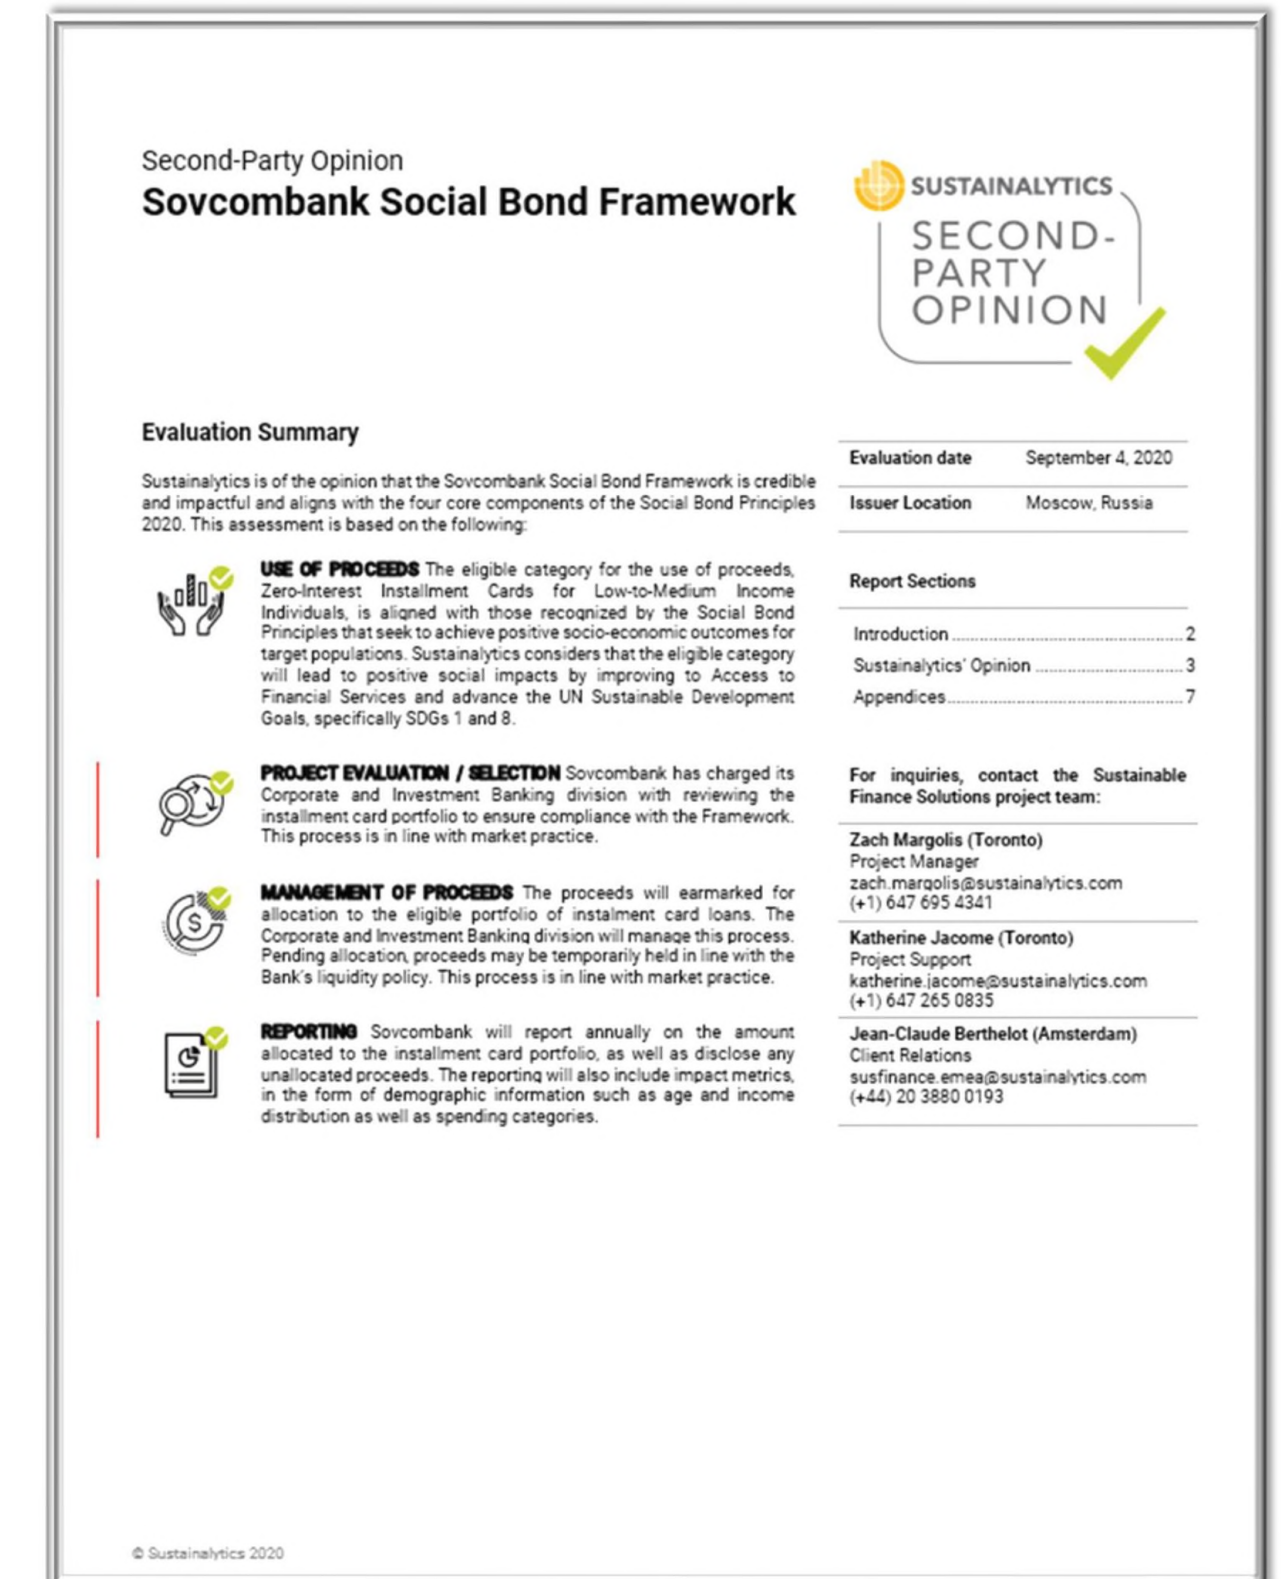 Second-Party Opinion
Sovcombank Social Bond Framework
SUSTAINALYTICS
SECOND-
PARTY
OPINION
Evaluation Summary
Sustainalytics is of the opinion that the Sovcombank Social Bond Framework is credible
and impactful and aligns with the four core components of the Social Bond Principles
2020. This assessment is based on the following:
USE OF PROCEEDS The eligible category for the use of proceeds,
Zero-Interest Installment Cards for Low-to-Medium Income
Individuals, is aligned with those recognized by the Social Bond
Principles that seek to achieve positive socio-economic outcomes for
target populations. Sustainalytics considers that the eligible category
will lead to positive social impacts by improving to Access to
Financial Services and advance the UN Sustainable Development
Goals, specifically SDGs 1 and 8.
PROJECT EVALUATION / SELECTION Sovcombank has charged its
Corporate and Investment Banking division with reviewing the
installment card portfolio to ensure compliance with the Framework.
This process is in line with market practice.
MANAGEMENT OF PROCEEDS The proceeds will earmarked for
allocation to the eligible portfolio of instalment card loans. The
Corporate and Investment Banking division will manage this process.
Pending allocation, proceeds may be temporarily held in line with the
Bank's liquidity policy. This process is in line with market practice.
$
REPORTING Sovcombank will report annually on the amount
allocated to the installment card portfolio, as well as disclose any
unallocated proceeds. The reporting will also include impact metrics,
in the form of demographic information such as age and income
distribution as well as spending categories.
Evaluation date September 4, 2020
Issuer Location Moscow, Russia
Report Sections
Introduction ........ 2
Sustainalytics' Opinion ........ 3
Appendices ........ 7
For inquiries, contact the Sustainable
Finance Solutions project team:
Zach Margolis (Toronto)
Project Manager
zach.margolis@sustainalytics.com
(+1) 647 695 4341
Katherine Jacome (Toronto)
Project Support
katherine.jacome@sustainalytics.com
(+1) 647 265 0835
Jean-Claude Berthelot (Amsterdam)
Client Relations
susfinance.emea@sustainalytics.com
(+44) 20 3880 0193
© Sustainalytics 2020